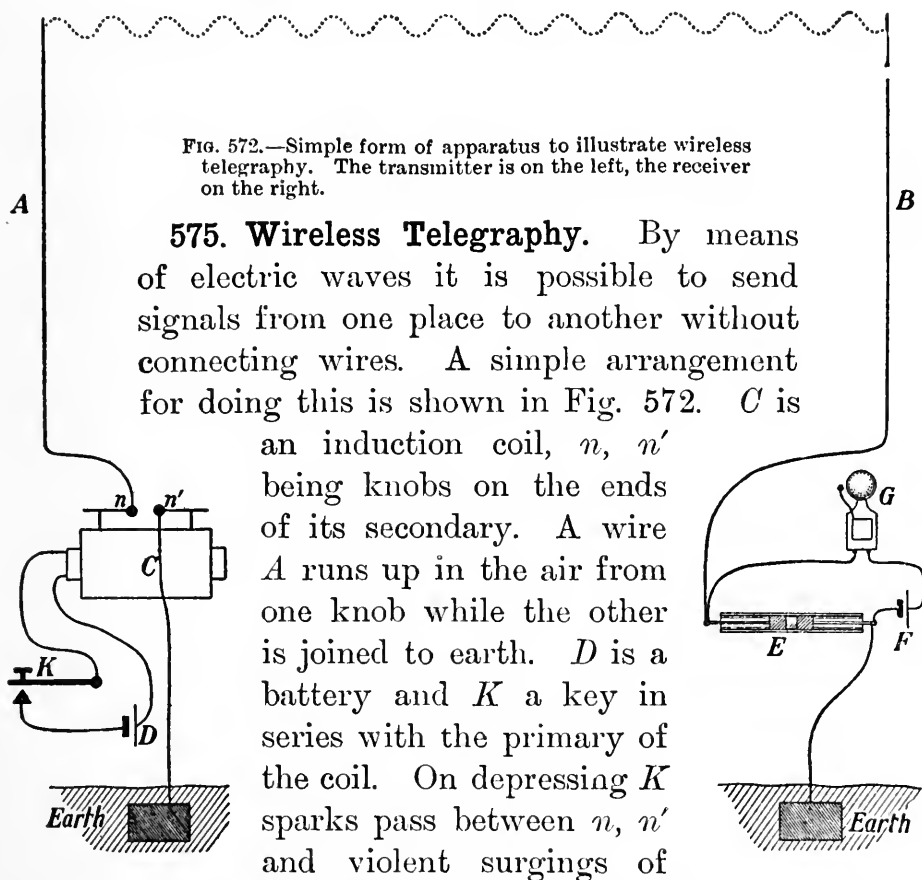 FIG. 572.—Simple form of apparatus to illustrate wireless
telegraphy. The transmitter is on the left, the receiver
on the right.
A
B
575. Wireless Telegraphy. By means
of electric waves it is possible to send
signals from one place to another without
connecting wires. A simple arrangement
for doing this is shown in Fig. 572. C is
an induction coil, n, n′
being knobs on the ends
of its secondary. A wire
A runs up in the air from
one knob while the other
is joined to earth. D is a
battery and K a key in
series with the primary of
the coil. On depressing K
sparks pass between n, n′
and violent surgings of
n n′
C
K
D
Earth
G
E
F
Earth